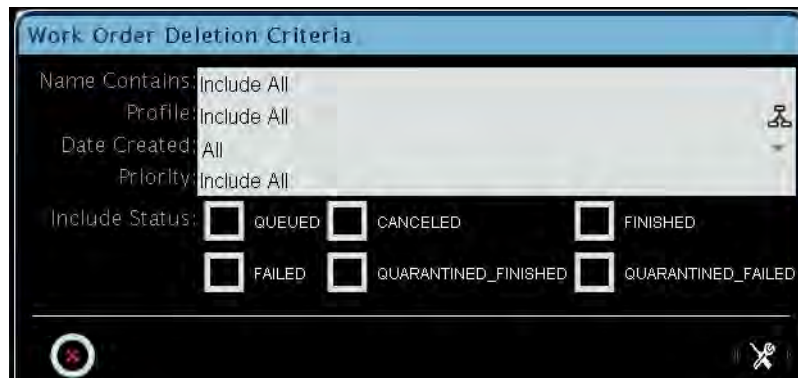 Work Order Deletion Criteria
Name Contains: Include All
Profile: Include All
Date Created: All
Priority: Include All
Include Status: QUEUED CANCELED FINISHED
FAILED QUARANTINED_FINISHED QUARANTINED_FAILED